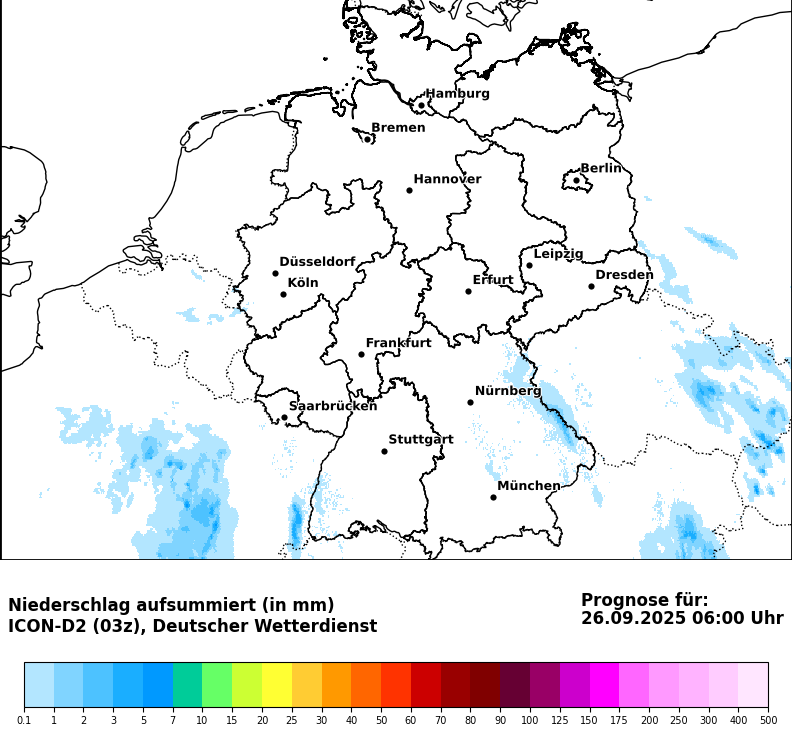 Hamburg
Bremen
Berlin
Hannover
Leipzig
Düsseldorf
Dresden
Köln
Erfurt
Frankfurt
Nürnberg
Saarbrücken
Stuttgart
München
Niederschlag aufsummiert (in mm)
ICON-D2 (03z), Deutscher Wetterdienst
Prognose für:
26.09.2025 06:00 Uhr
0.1 1 2 3 5 7 10 15 20 25 30 40 50 60 70 80 90 100 125 150 175 200 250 300 400 500